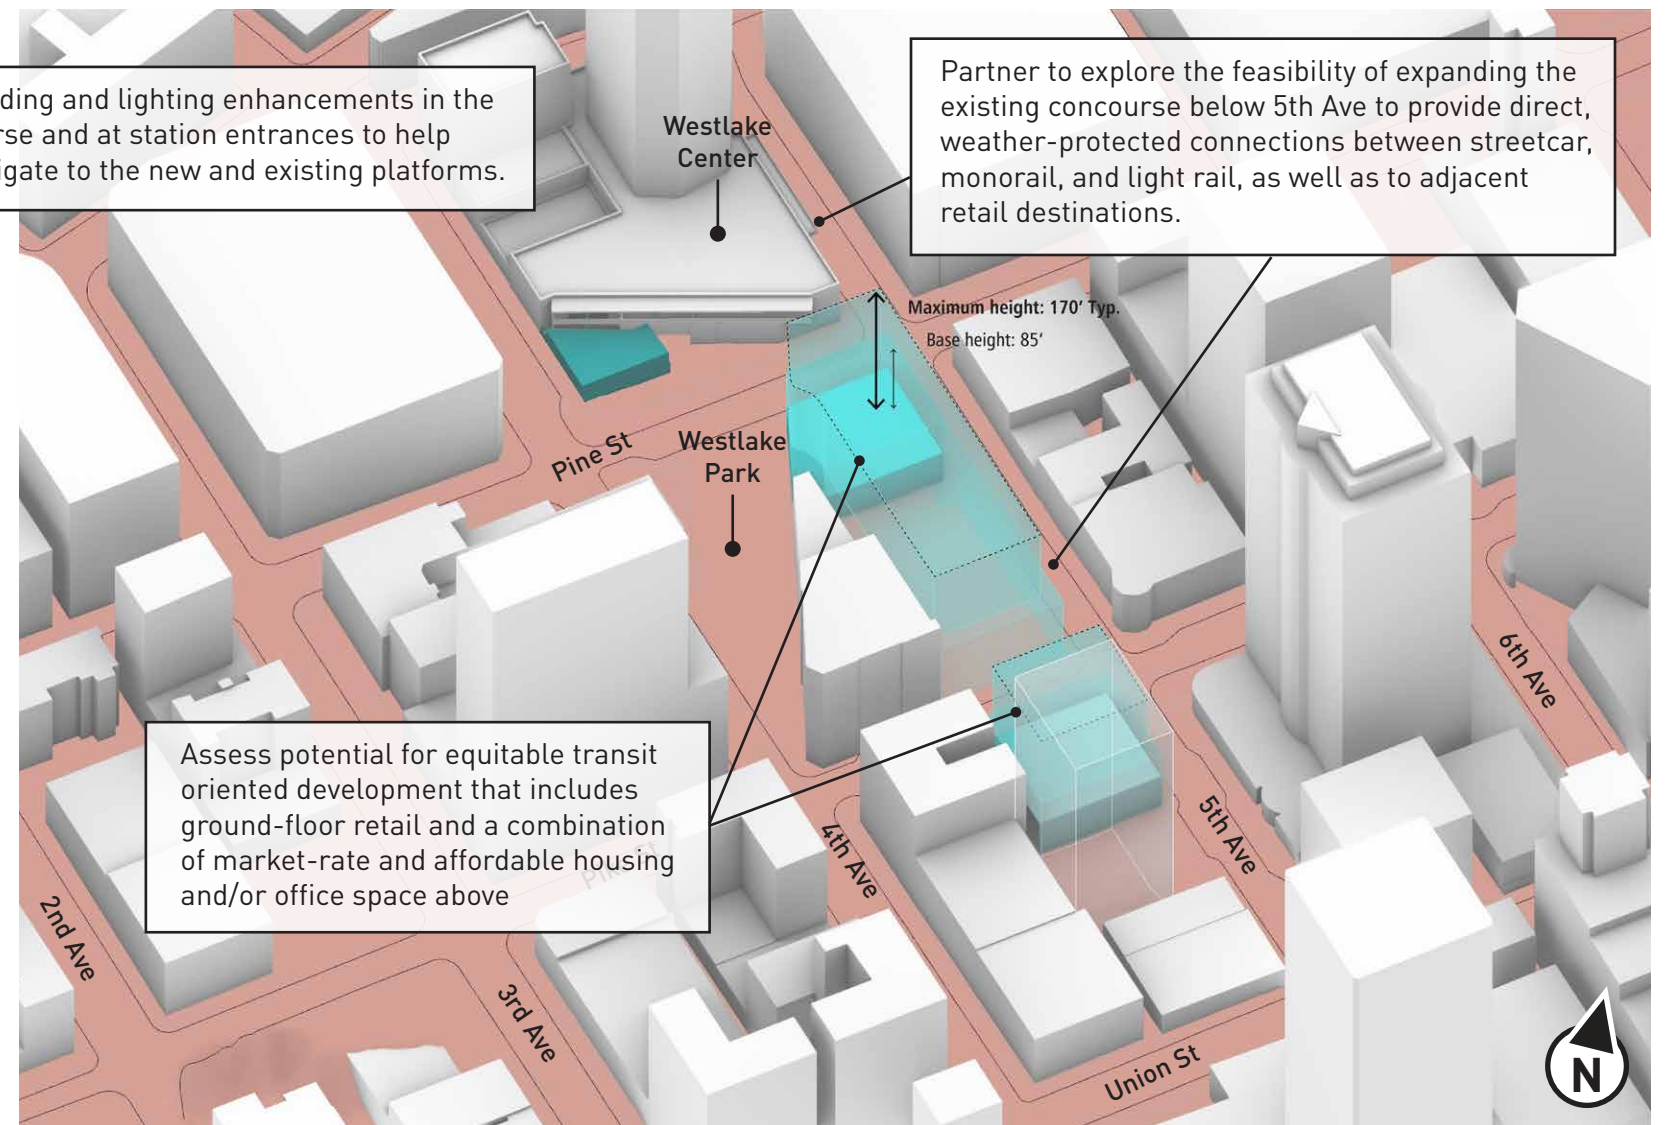 ding and lighting enhancements in the
rse and at station entrances to help
igate to the new and existing platforms.
Westlake
Center
Partner to explore the feasibility of expanding the
existing concourse below 5th Ave to provide direct,
weather-protected connections between streetcar,
monorail, and light rail, as well as to adjacent
retail destinations.
Maximum height: 170’ Typ.
Base height: 85‘
Pine St
Westlake
Park
Assess potential for equitable transit
oriented development that includes
ground-floor retail and a combination
of market-rate and affordable housing
and/or office space above
Pike St
2nd Ave
3rd Ave
4th Ave
5th Ave
6th Ave
Union St
N